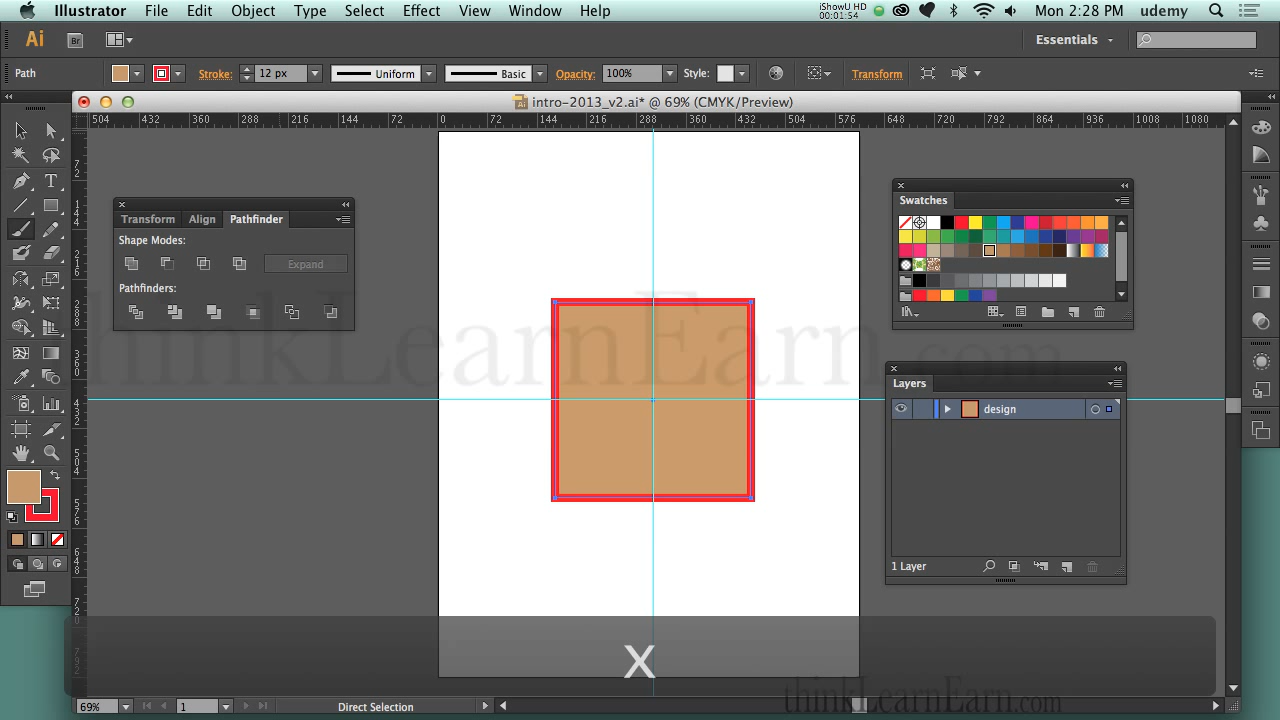 Illustrator File Edit Object Type Select Effect View Window Help iShowU HD 00:01:54 Mon 2:28 PM udemy
Ai Br Essentials
Path Stroke: 12 px Uniform Basic Opacity: 100% Style: Transform
intro-2013_v2.ai* @ 69% (CMYK/Preview)
504 432 360 288 216 144 72 0 72 144 216 288 360 432 504 576 648 720 792 864 936 1008 1080
Swatches
Transform Align Pathfinder
Shape Modes:
Expand
Pathfinders:
thinkLearnEarn.com
Layers
design
1 Layer
x
thinkLearnEarn.com
69% 1 Direct Selection